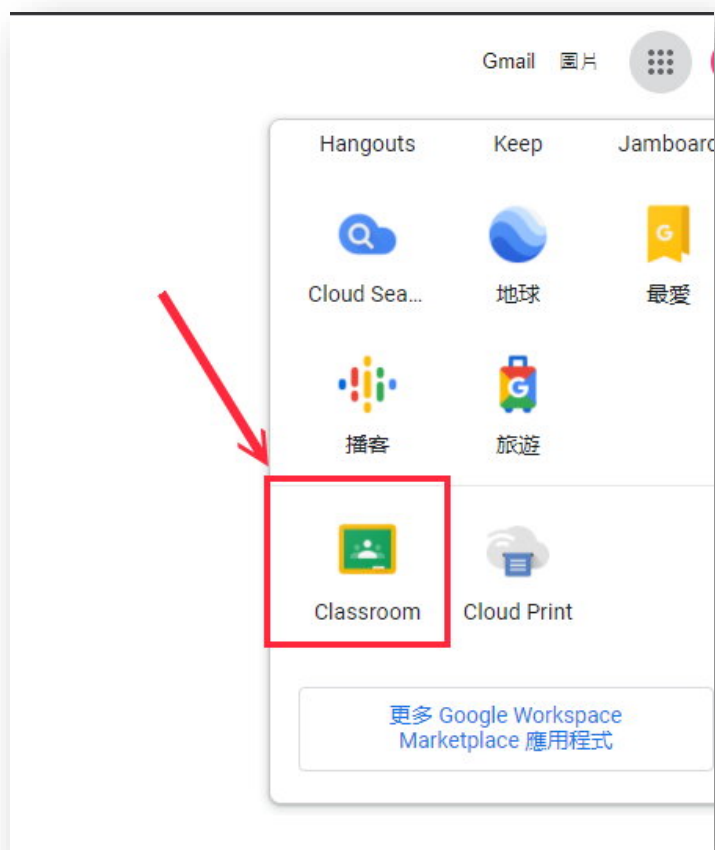 Gmail 圖片
Hangouts Keep Jamboard
G
Cloud Sea... 地球 最愛
G
播客 旅遊
Classroom Cloud Print
更多 Google Workspace
Marketplace 應用程式